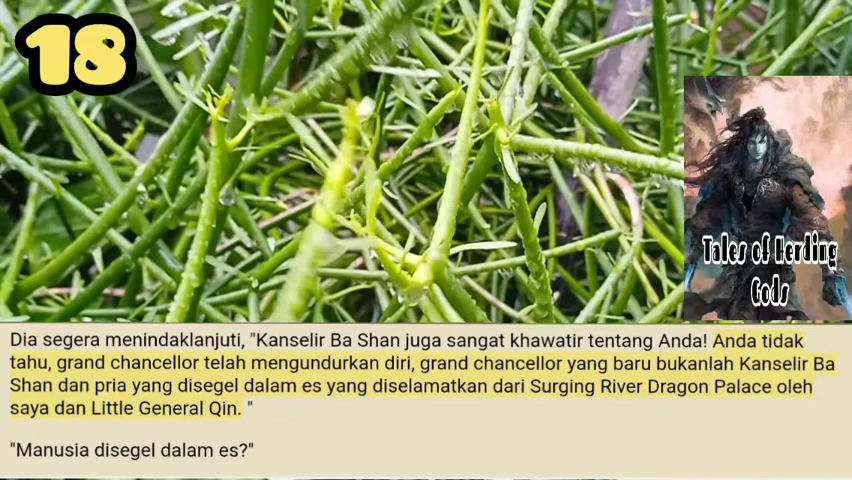 18
Tales of Herding
Gods
Dia segera menindaklanjuti, "Kanselir Ba Shan juga sangat khawatir tentang Anda! Anda tidak
tahu, grand chancellor telah mengundurkan diri, grand chancellor yang baru bukanlah Kanselir Ba
Shan dan pria yang disegel dalam es yang diselamatkan dari Surging River Dragon Palace oleh
saya dan Little General Qin. "
"Manusia disegel dalam es?"